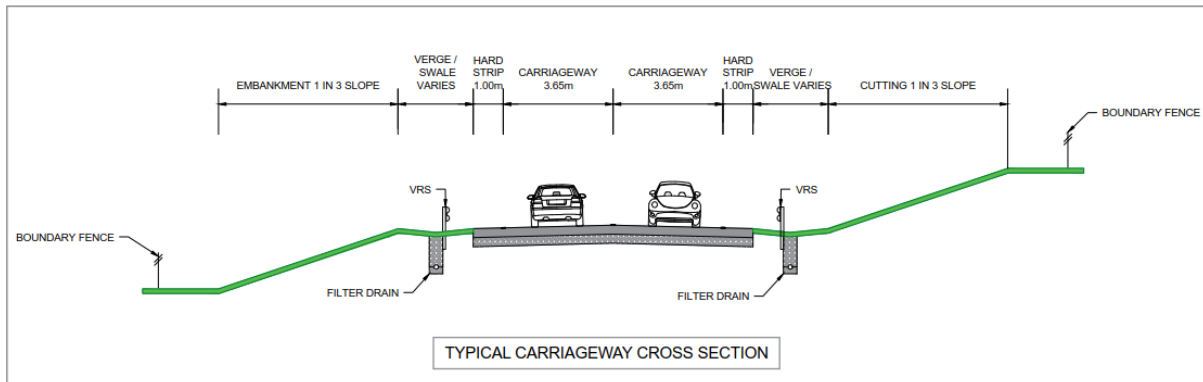 EMBANKMENT 1 IN 3 SLOPE
VERGE /
SWALE
VARIES
HARD
STRIP
1.00m
CARRIAGEWAY
3.65m
CARRIAGEWAY
3.65m
HARD
STRIP
1.00m
VERGE /
SWALE VARIES
CUTTING 1 IN 3 SLOPE
BOUNDARY FENCE
VRS
VRS
BOUNDARY FENCE
FILTER DRAIN
FILTER DRAIN
TYPICAL CARRIAGEWAY CROSS SECTION